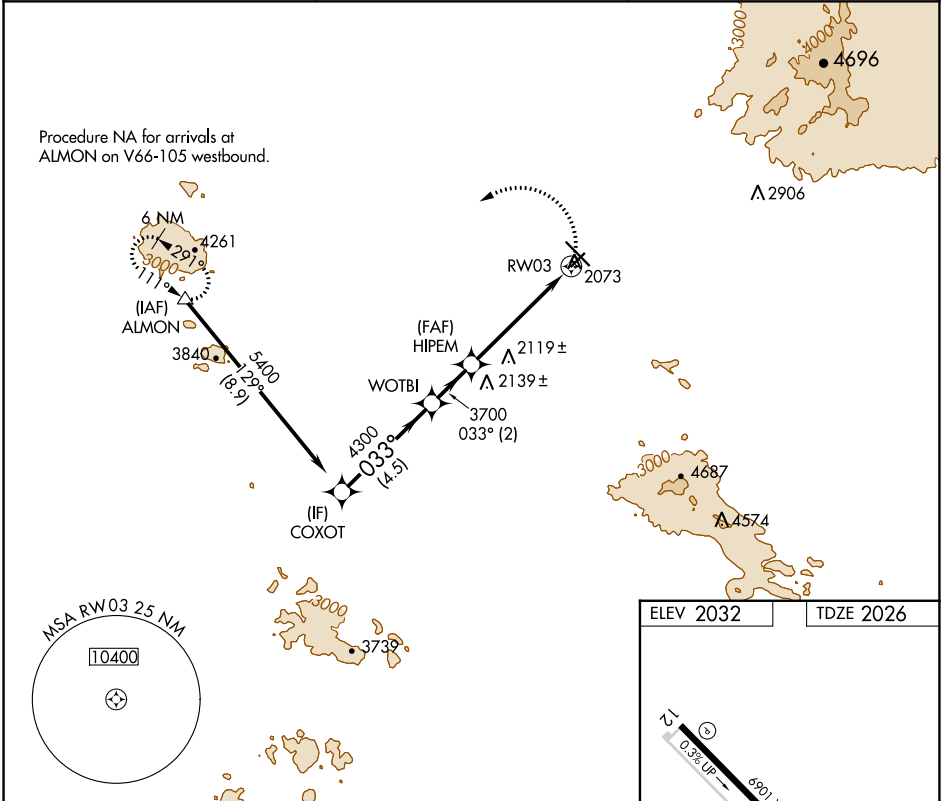 3000
4000
4696
Procedure NA for arrivals at
ALMON on V66-105 westbound.
2906
6 NM
4261
291°
3000
111°
(IAF)
ALMON
RW03
2073
(FAF)
HIPEM
2119±
3840
5400
129°
(8.9)
WOTBI
2139±
3700
033° (2)
4300
033°
(4.5)
(IF)
COXOT
3000
4687
4574
MSA RW03 25 NM
10400
3000
3739
ELEV 2032
TDZE 2026
12
P
0.3% UP
6901